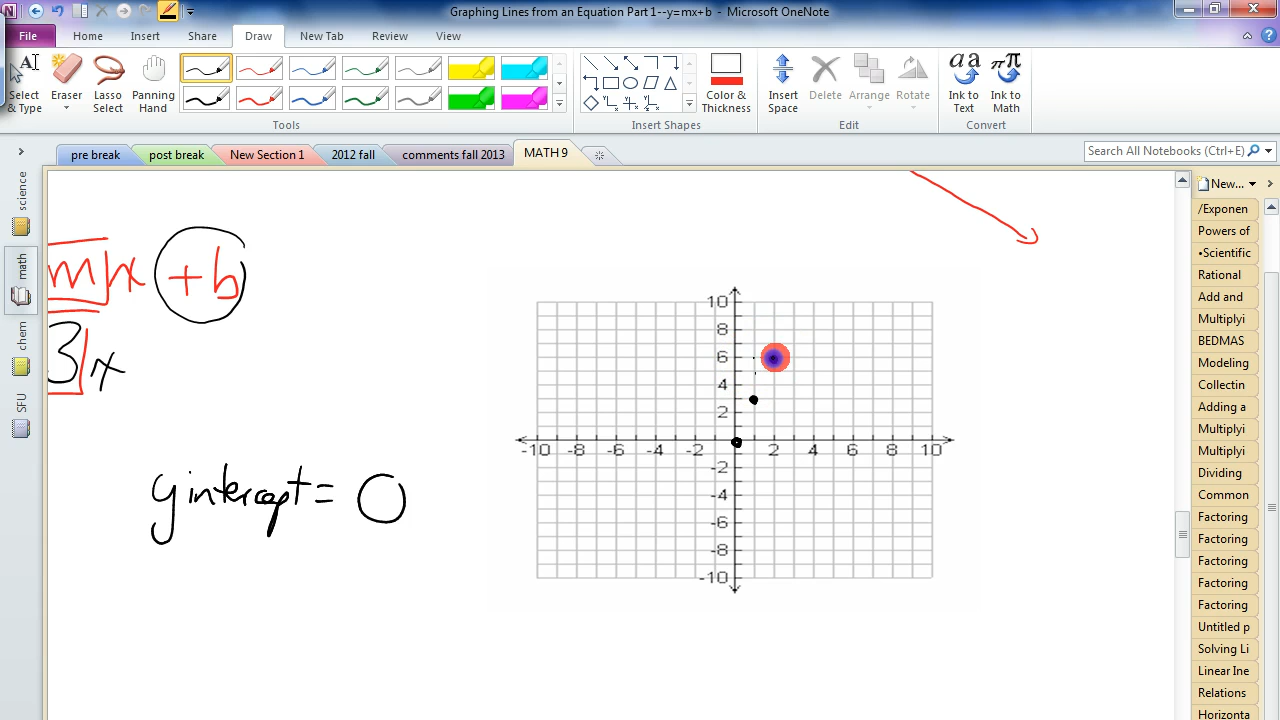 Graphing Lines from an Equation Part 1--y=mx+b - Microsoft OneNote
File Home Insert Share Draw New Tab Review View
Select & Type
Eraser
Lasso Select
Panning Hand
Color & Thickness
Insert Space
Delete
Arrange
Rotate
Ink to Text
Ink to Math
Tools Insert Shapes Edit Convert
pre break post break New Section 1 2012 fall comments fall 2013 MATH 9
Search All Notebooks (Ctrl+E)
New...
science
math
chem
SFU
/Exponen
Powers of
•Scientific
Rational
Add and
Multiplyi
BEDMAS
Modeling
Collectin
Adding a
Multiplyi
Multiplyi
Dividing
Common
Factoring
Factoring
Factoring
Factoring
Factoring
Untitled p
Solving Li
Linear Ine
Relations
Horizonta
mx +b
3x
y intercept = 0
10
8
6
4
2
-10 -8 -6 -4 -2 2 4 6 8 10
-2
-4
-6
-8
-10